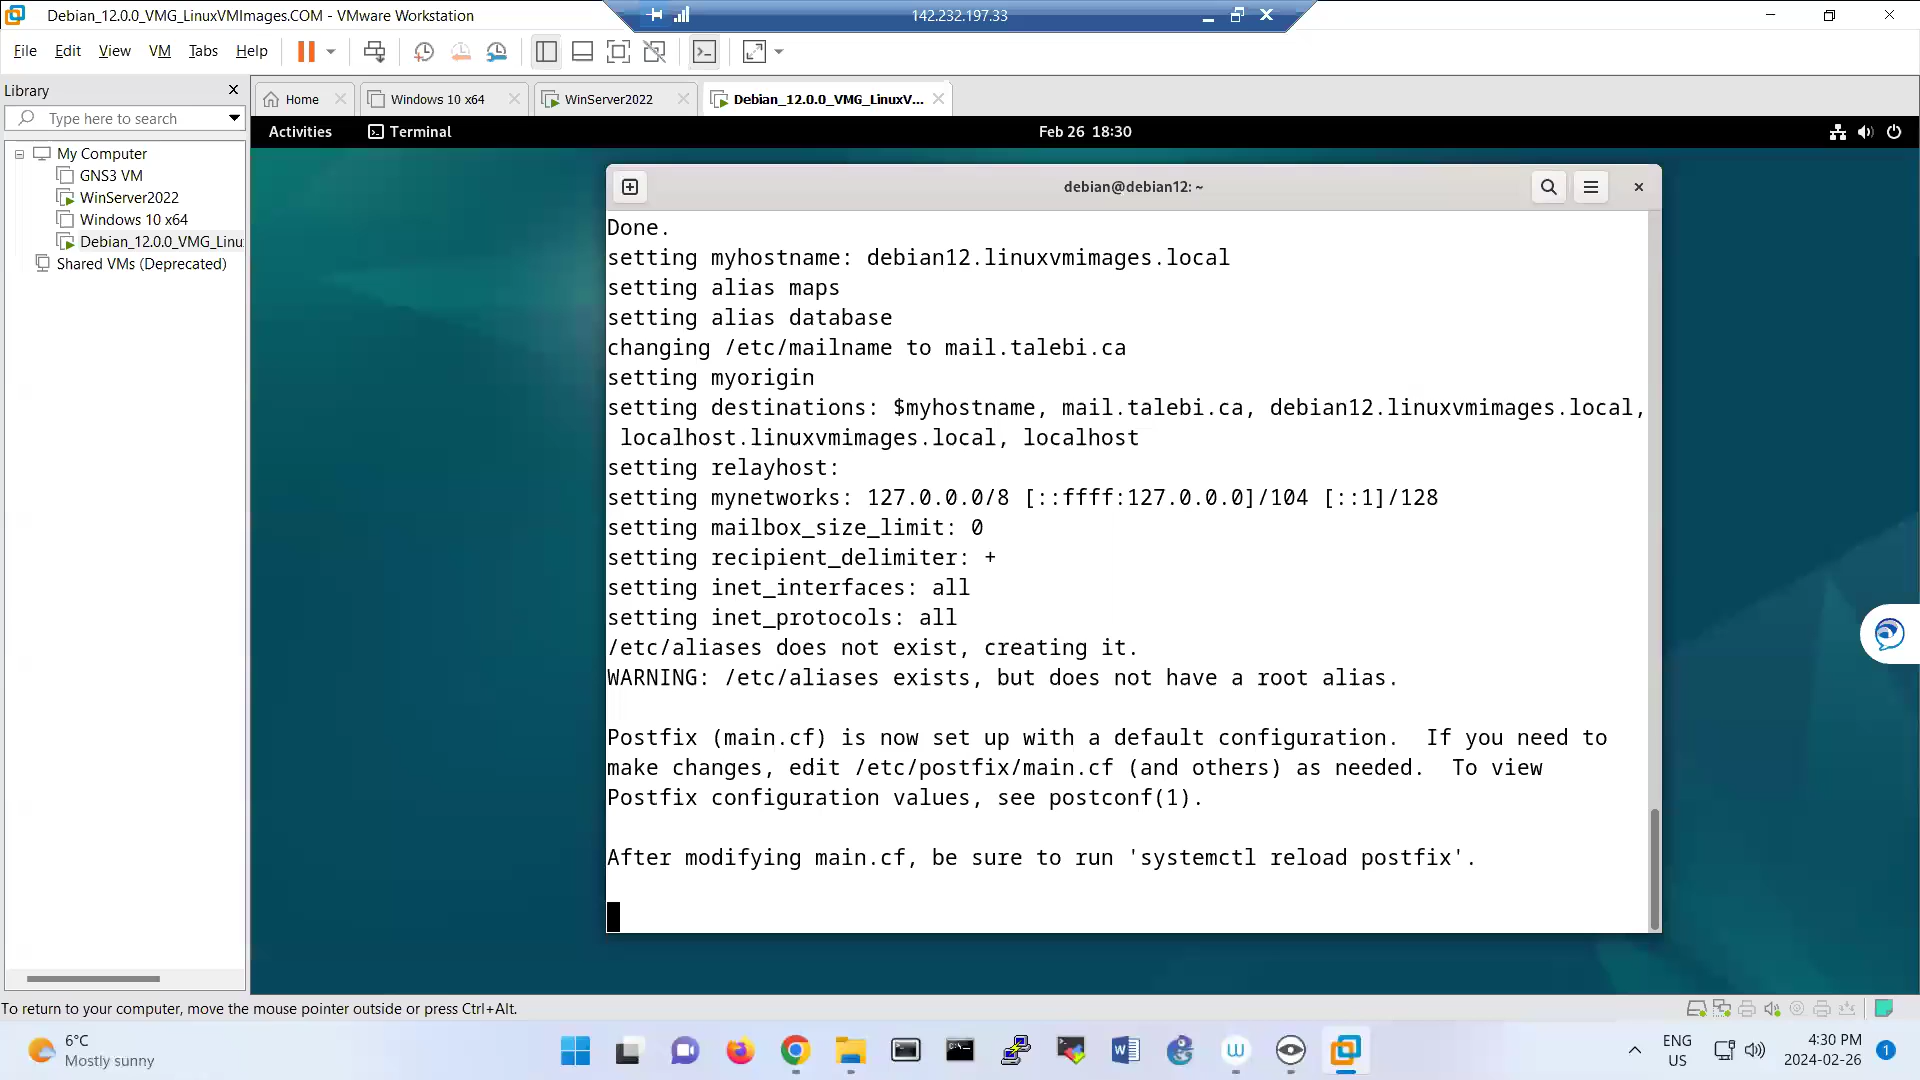 Debian_12.0.0_VMG_LinuxVMImages.COM - VMware Workstation
142.232.197.33
File Edit View VM Tabs Help
Library
Type here to search
My Computer
GNS3 VM
WinServer2022
Windows 10 x64
Debian_12.0.0_VMG_Linu
Shared VMs (Deprecated)
Home
Windows 10 x64
WinServer2022
Debian_12.0.0_VMG_LinuxV...
Activities
Terminal
Feb 26 18:30
debian@debian12: ~
Done.
setting myhostname: debian12.linuxvmimages.local
setting alias maps
setting alias database
changing /etc/mailname to mail.talebi.ca
setting myorigin
setting destinations: $myhostname, mail.talebi.ca, debian12.linuxvmimages.local,
localhost.linuxvmimages.local, localhost
setting relayhost:
setting mynetworks: 127.0.0.0/8 [::ffff:127.0.0.0]/104 [::1]/128
setting mailbox_size_limit: 0
setting recipient_delimiter: +
setting inet_interfaces: all
setting inet_protocols: all
/etc/aliases does not exist, creating it.
WARNING: /etc/aliases exists, but does not have a root alias.
Postfix (main.cf) is now set up with a default configuration.  If you need to
make changes, edit /etc/postfix/main.cf (and others) as needed.  To view
Postfix configuration values, see postconf(1).
After modifying main.cf, be sure to run 'systemctl reload postfix'.
To return to your computer, move the mouse pointer outside or press Ctrl+Alt.
6°C
Mostly sunny
ENG
US
4:30 PM
2024-02-26
1